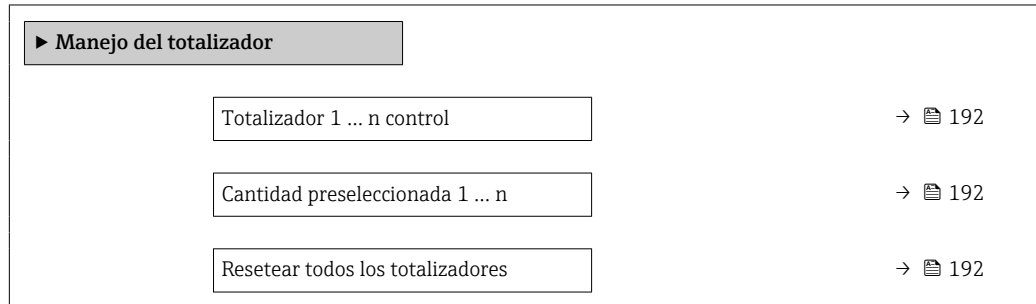 ▶ Manejo del totalizador
Totalizador 1 … n control → 192
Cantidad preseleccionada 1 … n → 192
Resetear todos los totalizadores → 192